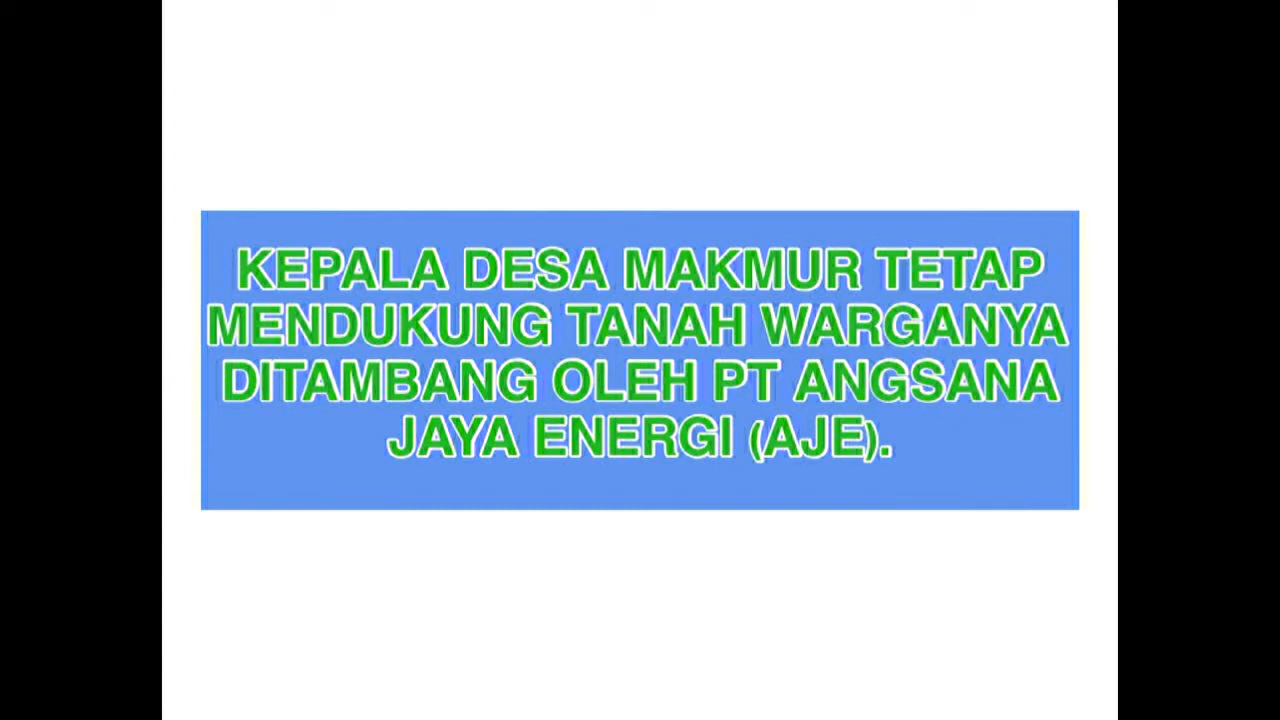 KEPALA DESA MAKMUR TETAP
MENDUKUNG TANAH WARGANYA
DITAMBANG OLEH PT ANGSANA
JAYA ENERGI (AJE).